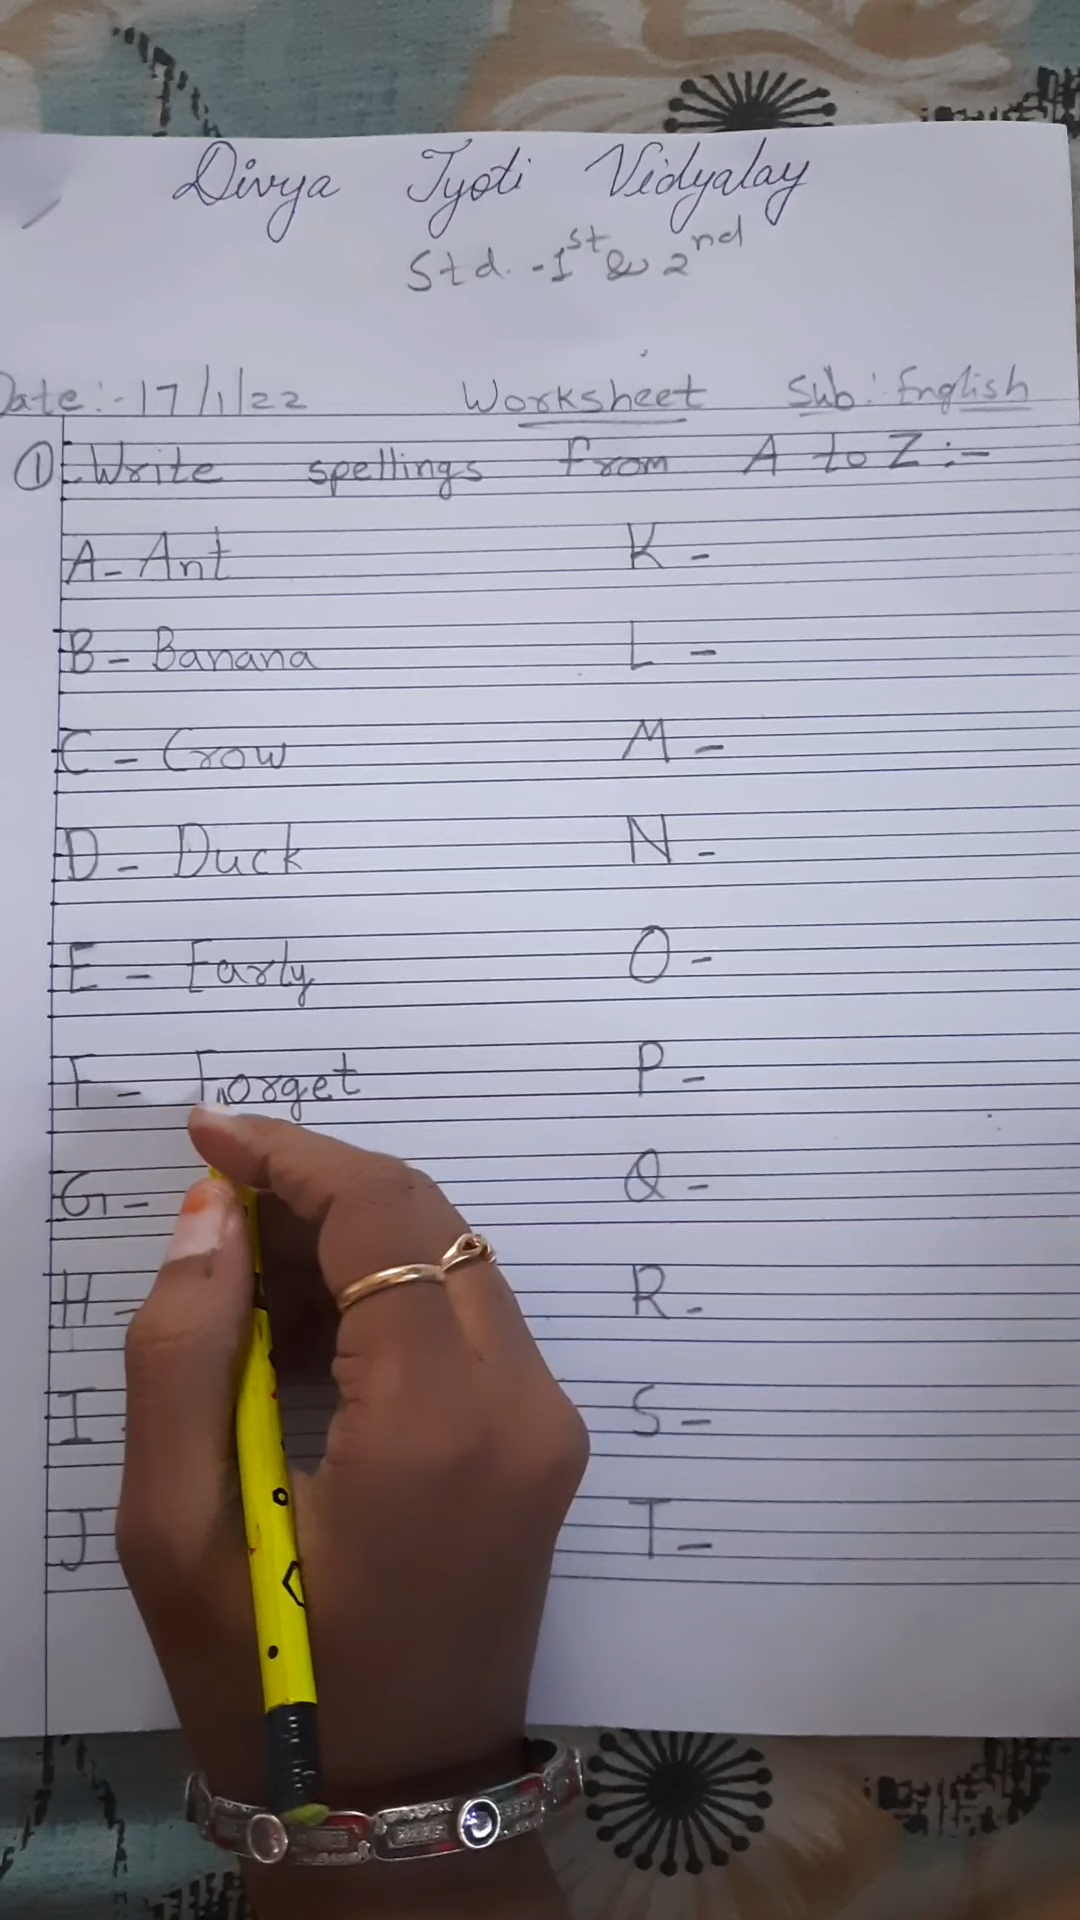 Divya Jyoti Vidyalay
Std. - 1st & 2nd
Date :- 17/1/22 Worksheet Sub : English
① Write spellings from A to Z :-
A - Ant K -
B - Banana L -
C - Crow M -
D - Duck N -
E - Early O -
F - Forget P -
G - Q -
H - R -
I S -
J T -